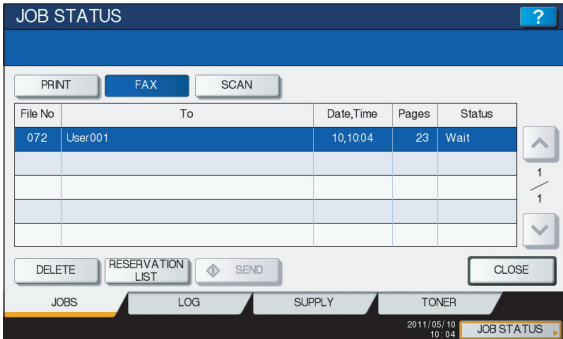 JOB STATUS ?
PRINT FAX SCAN
File No To Date,Time Pages Status
072 User001 10,10:04 23 Wait
1
1
DELETE RESERVATION LIST SEND CLOSE
JOBS LOG SUPPLY TONER
2011/05/10
10:04
JOB STATUS